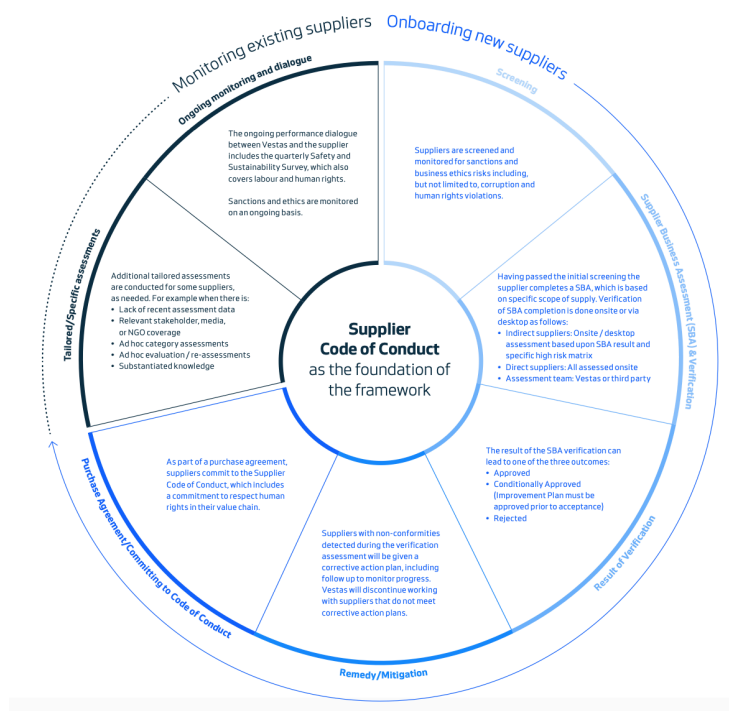 Monitoring existing suppliers
Onboarding new suppliers
Ongoing monitoring and dialogue
The ongoing performance dialogue
between Vestas and the supplier
includes the quarterly Safety and
Sustainability Survey, which also
covers labour and human rights.
Sanctions and ethics are monitored
on an ongoing basis.
Screening
Suppliers are screened and
monitored for sanctions and
business ethics risks including,
but not limited to, corruption and
human rights violations.
Supplier Business Assessment (SBA) & Verification
Having passed the initial screening the
supplier completes a SBA, which is based
on specific scope of supply. Verification
of SBA completion is done onsite or via
desktop as follows:
• Indirect suppliers: Onsite / desktop
assessment based upon SBA result and
specific high risk matrix
• Direct suppliers: All assessed onsite
• Assessment team: Vestas or third party
Result of Verification
The result of the SBA verification can
lead to one of the three outcomes:
• Approved
• Conditionally Approved
(Improvement Plan must be
approved prior to acceptance)
• Rejected
Remedy/Mitigation
Suppliers with non-conformities
detected during the verification
assessment will be given a
corrective action plan, including
follow up to monitor progress.
Vestas will discontinue working
with suppliers that do not meet
corrective action plans.
Purchase Agreement/Committing to Code of Conduct
As part of a purchase agreement,
suppliers commit to the Supplier
Code of Conduct, which includes
a commitment to respect human
rights in their value chain.
Tailored/Specific assessments
Additional tailored assessments
are conducted for some suppliers,
as needed. For example when there is:
• Lack of recent assessment data
• Relevant stakeholder, media,
or NGO coverage
• Ad hoc category assessments
• Ad hoc evaluation / re-assessments
• Substantiated knowledge
Supplier
Code of Conduct
as the foundation of
the framework